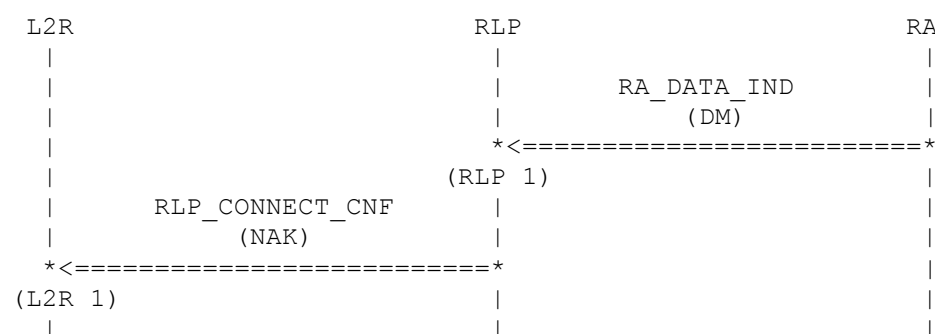 L2R RLP RA
| | |
| | RA_DATA_IND |
| | (DM) |
| *<=========================*
| (RLP 1) |
| RLP_CONNECT_CNF | |
| (NAK) | |
*<==========================* |
(L2R 1) | |
| | |